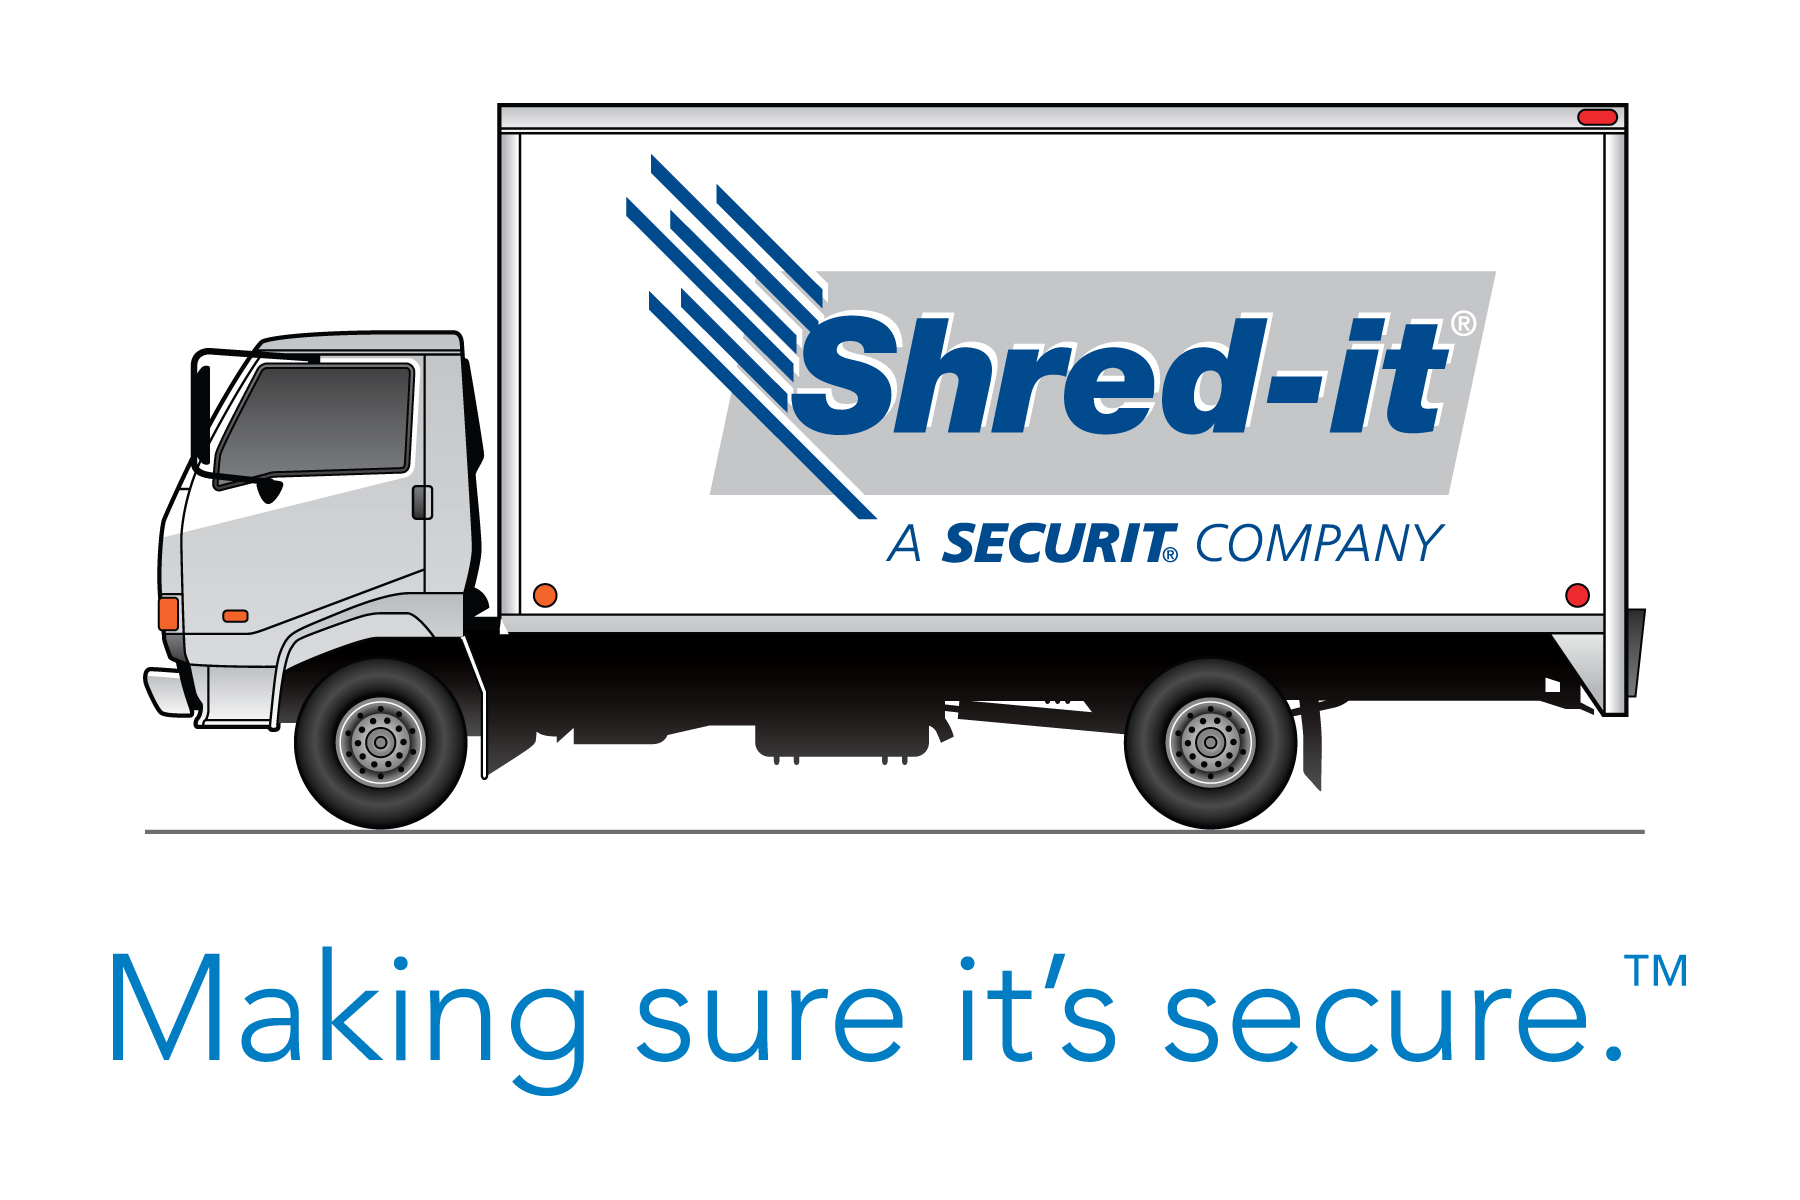 Shred-it®
A SECURIT® COMPANY
Making sure it’s secure.™